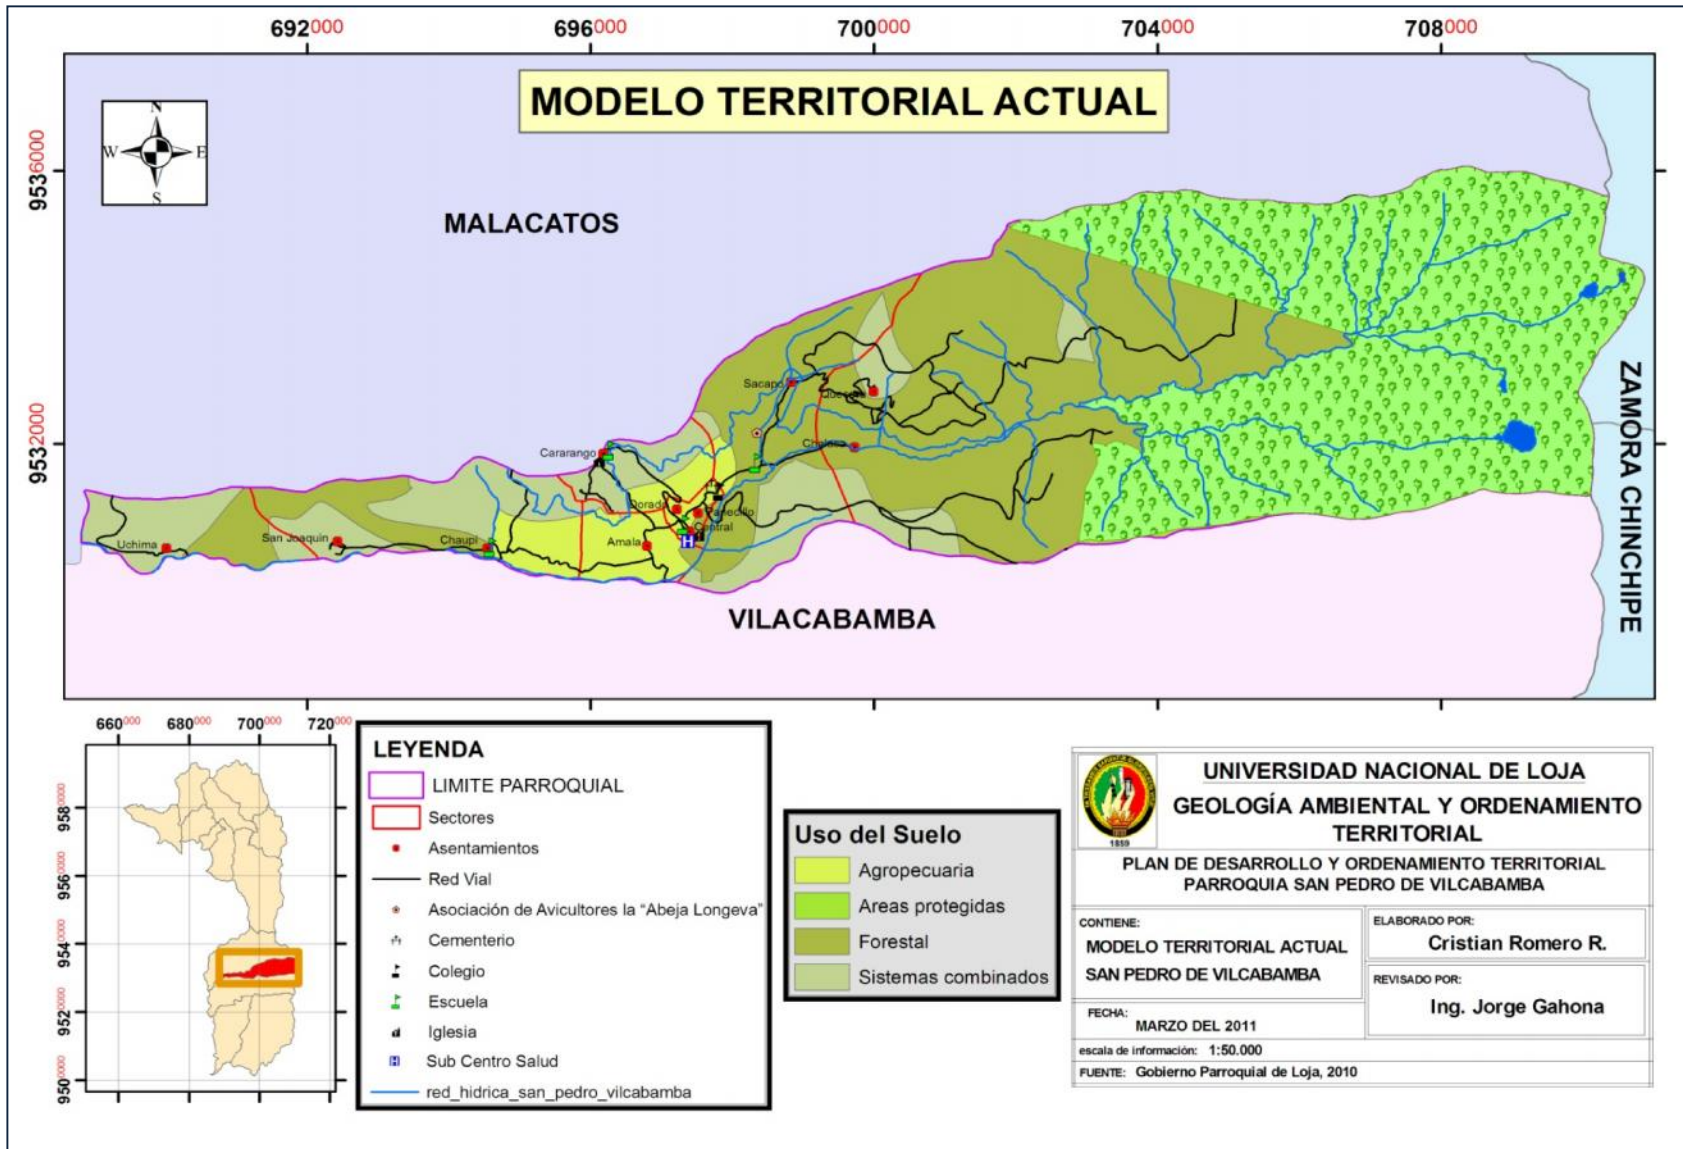 692000 696000 700000 704000 708000
MODELO TERRITORIAL ACTUAL
N
W E
S
9536000
9532000
MALACATOS
Sacapo
Cararango
Dorado
Panecillo
Central
Amala
Chaupi
San Joaquin
Uchima
VILACABAMBA
ZAMORA CHINCHIPE
660000 680000 700000 720000
9580000
9560000
9540000
9520000
9500000
LEYENDA
LIMITE PARROQUIAL
Sectores
Asentamientos
Red Vial
Asociación de Avicultores la “Abeja Longeva”
Cementerio
Colegio
Escuela
Iglesia
H Sub Centro Salud
red_hidrica_san_pedro_vilcabamba
Uso del Suelo
Agropecuaria
Areas protegidas
Forestal
Sistemas combinados
1859
UNIVERSIDAD NACIONAL DE LOJA
GEOLOGÍA AMBIENTAL Y ORDENAMIENTO
TERRITORIAL
PLAN DE DESARROLLO Y ORDENAMIENTO TERRITORIAL
PARROQUIA SAN PEDRO DE VILCABAMBA
CONTIENE:
MODELO TERRITORIAL ACTUAL
SAN PEDRO DE VILCABAMBA
ELABORADO POR:
Cristian Romero R.
REVISADO POR:
Ing. Jorge Gahona
FECHA:
MARZO DEL 2011
escala de información: 1:50.000
FUENTE: Gobierno Parroquial de Loja, 2010